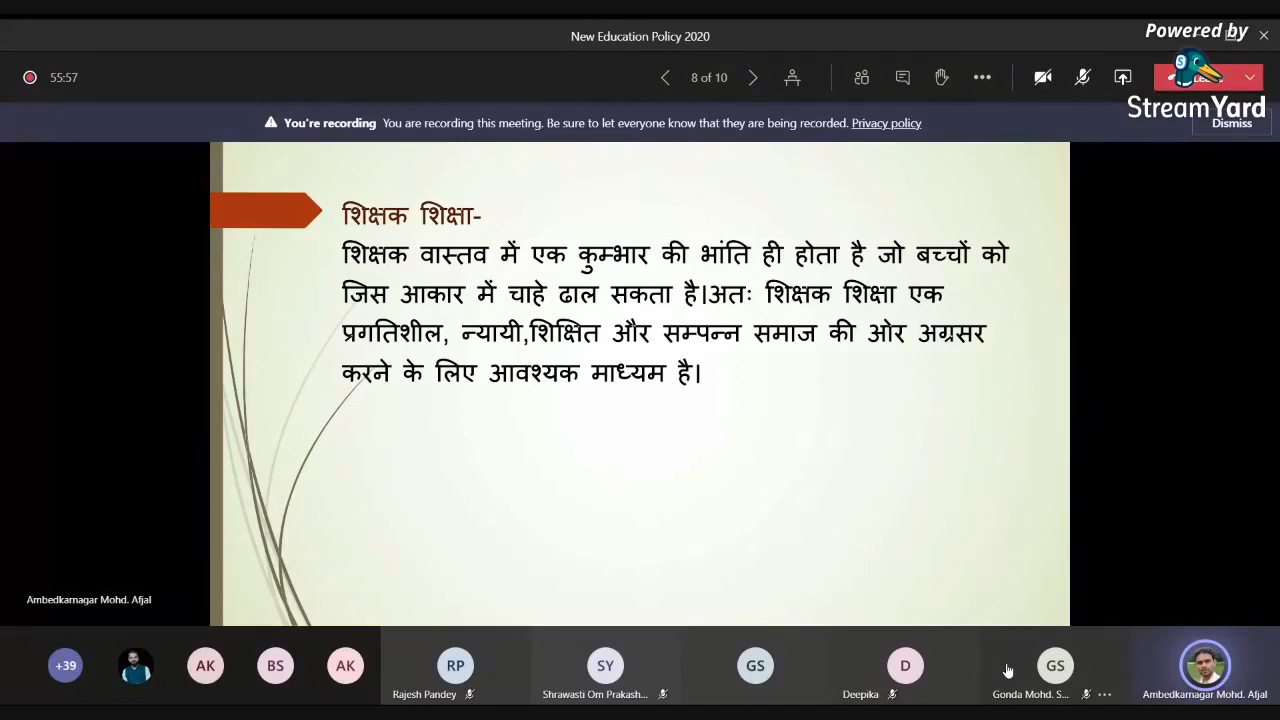 Powered by
New Education Policy 2020
55:57
8 of 10
StreamYard
You're recording You are recording this meeting. Be sure to let everyone know that they are being recorded. Privacy policy
Dismiss
शिक्षक शिक्षा-
शिक्षक वास्तव में एक कुम्भार की भांति ही होता है जो बच्चों को
जिस आकार में चाहे ढाल सकता है।अतः शिक्षक शिक्षा एक
प्रगतिशील, न्यायी,शिक्षित और सम्पन्न समाज की ओर अग्रसर
करने के लिए आवश्यक माध्यम है।
Ambedkarnagar Mohd. Afjal
+39
AK
BS
AK
RP
SY
GS
D
GS
Rajesh Pandey
Shrawasti Om Prakash...
Deepika
Gonda Mohd. S...
Ambedkarnagar Mohd. Afjal